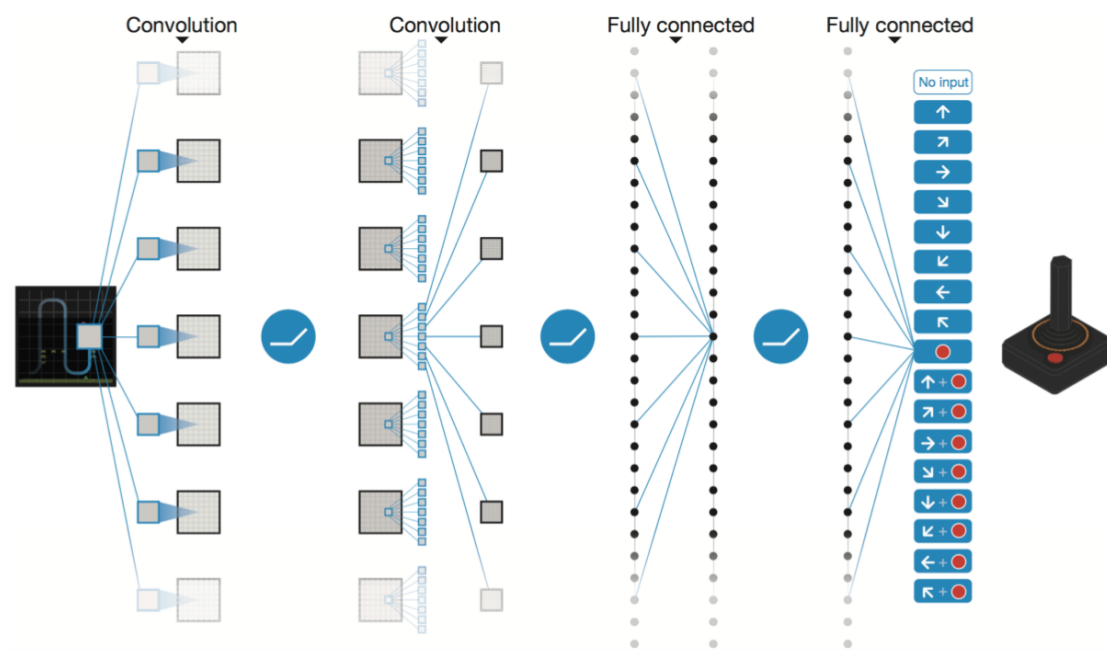 Convolution
Convolution
Fully connected
Fully connected
No input
+
+
+
+
+
+
+
+